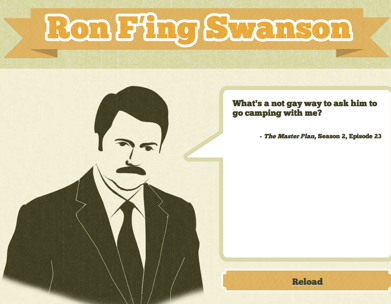 Ron F'ing Swanson
What's a not gay way to ask him to
go camping with me?
- The Master Plan, Season 2, Episode 23
Reload